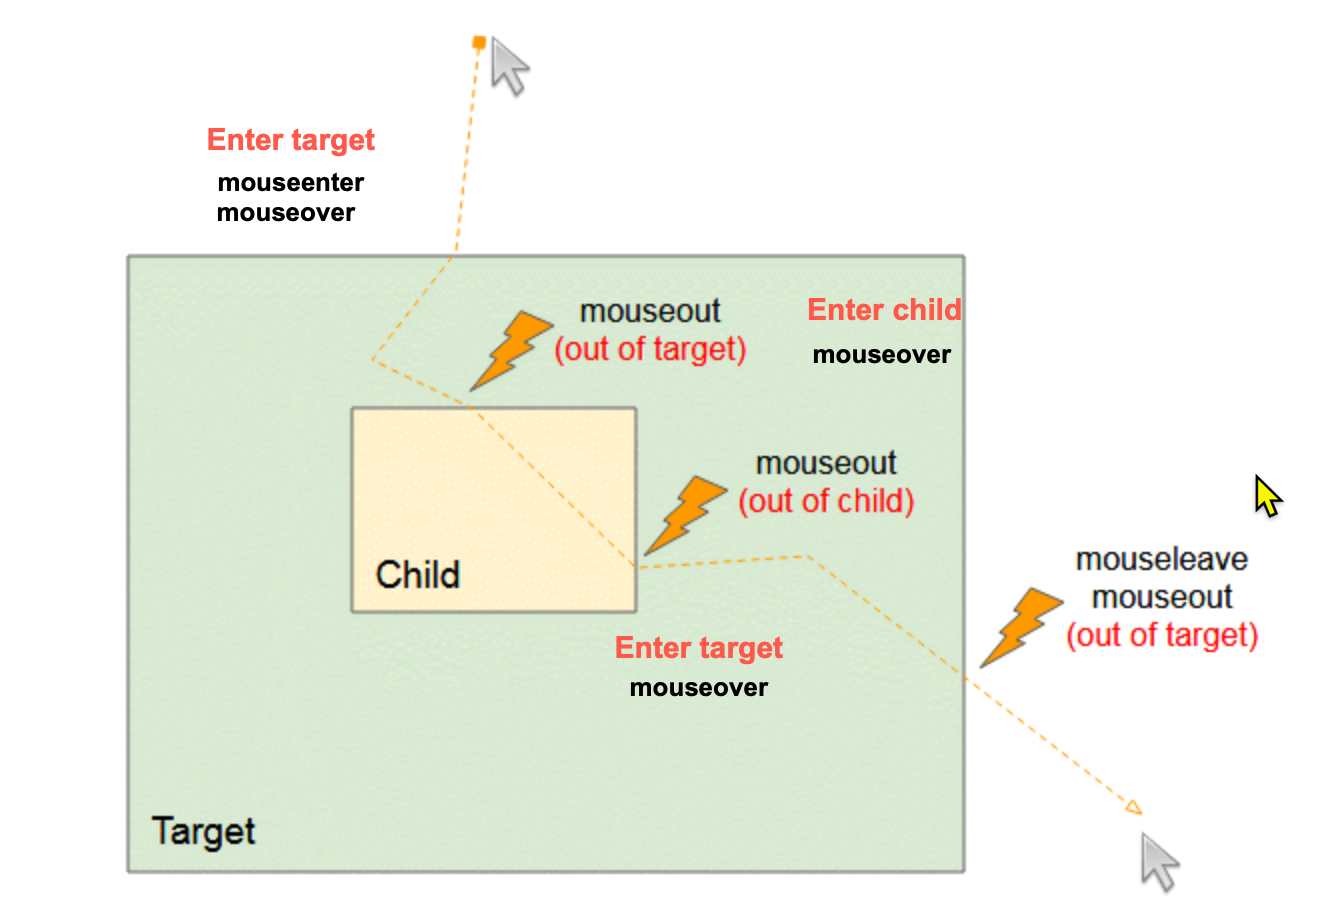 Enter target
mouseenter
mouseover
mouseout
(out of target)
Enter child
mouseover
mouseout
(out of child)
Child
mouseleave
mouseout
(out of target)
Enter target
mouseover
Target